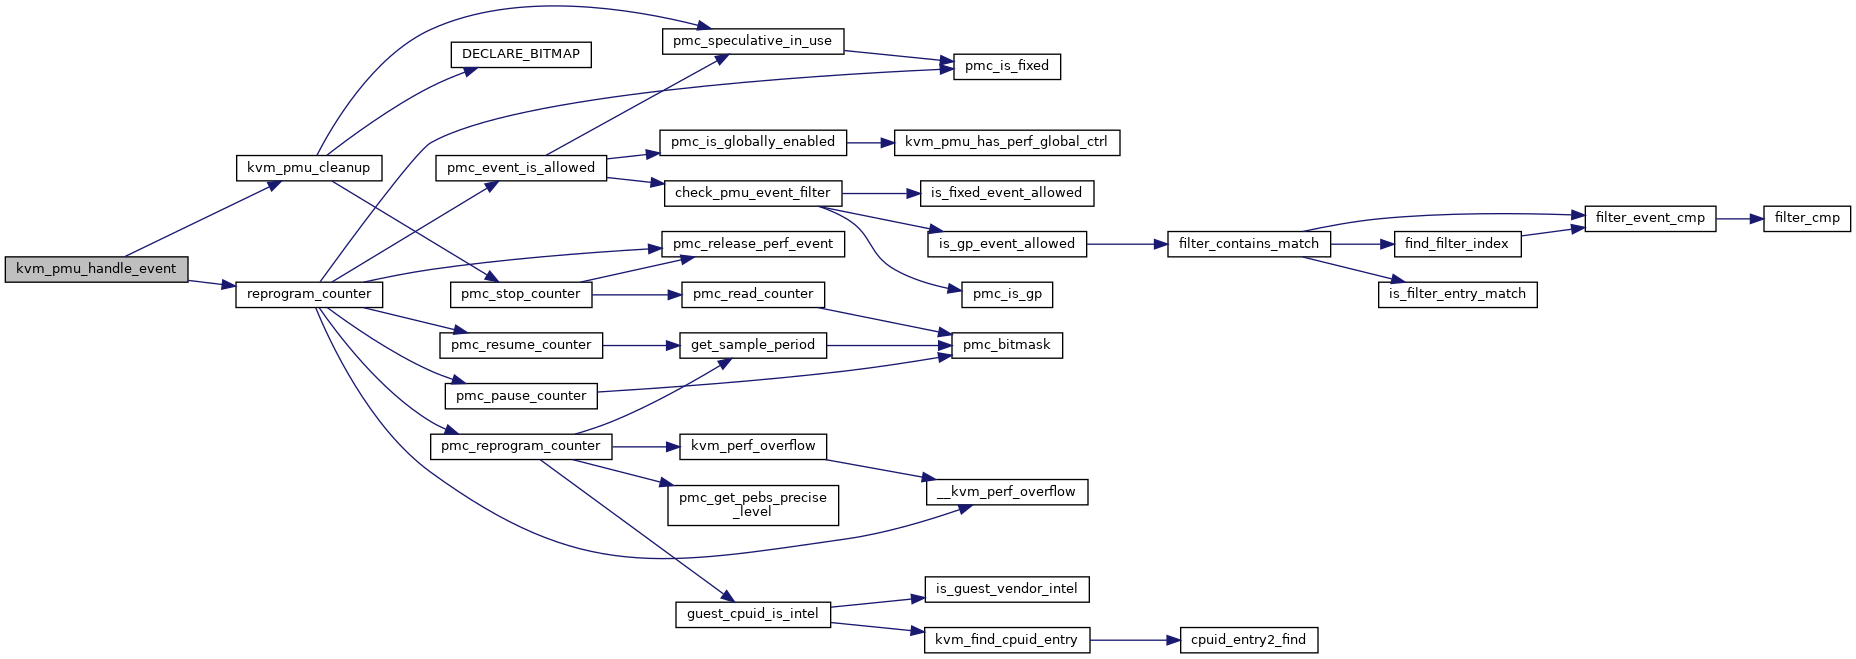 pmc_speculative_in_use
DECLARE_BITMAP
pmc_is_fixed
pmc_is_globally_enabled
kvm_pmu_has_perf_global_ctrl
kvm_pmu_cleanup
pmc_event_is_allowed
check_pmu_event_filter
is_fixed_event_allowed
filter_event_cmp
filter_cmp
pmc_release_perf_event
is_gp_event_allowed
filter_contains_match
find_filter_index
kvm_pmu_handle_event
reprogram_counter
pmc_stop_counter
pmc_read_counter
pmc_is_gp
is_filter_entry_match
pmc_resume_counter
get_sample_period
pmc_bitmask
pmc_pause_counter
pmc_reprogram_counter
kvm_perf_overflow
__kvm_perf_overflow
pmc_get_pebs_precise
_level
is_guest_vendor_intel
guest_cpuid_is_intel
kvm_find_cpuid_entry
cpuid_entry2_find